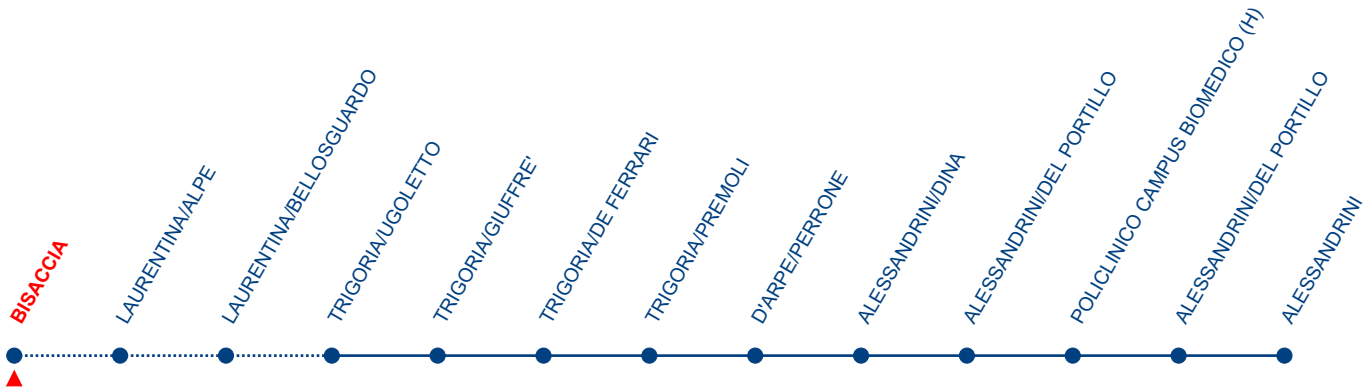 BISACCIA
LAURENTINA/ALPE
LAURENTINA/BELLOSGUARDO
TRIGORIA/UGOLETTO
TRIGORIA/GIUFFRE'
TRIGORIA/DE FERRARI
TRIGORIA/PREMOLI
D'ARPE/PERRONE
ALESSANDRINI/DINA
ALESSANDRINI/DEL PORTILLO
POLICLINICO CAMPUS BIOMEDICO (H)
ALESSANDRINI/DEL PORTILLO
ALESSANDRINI